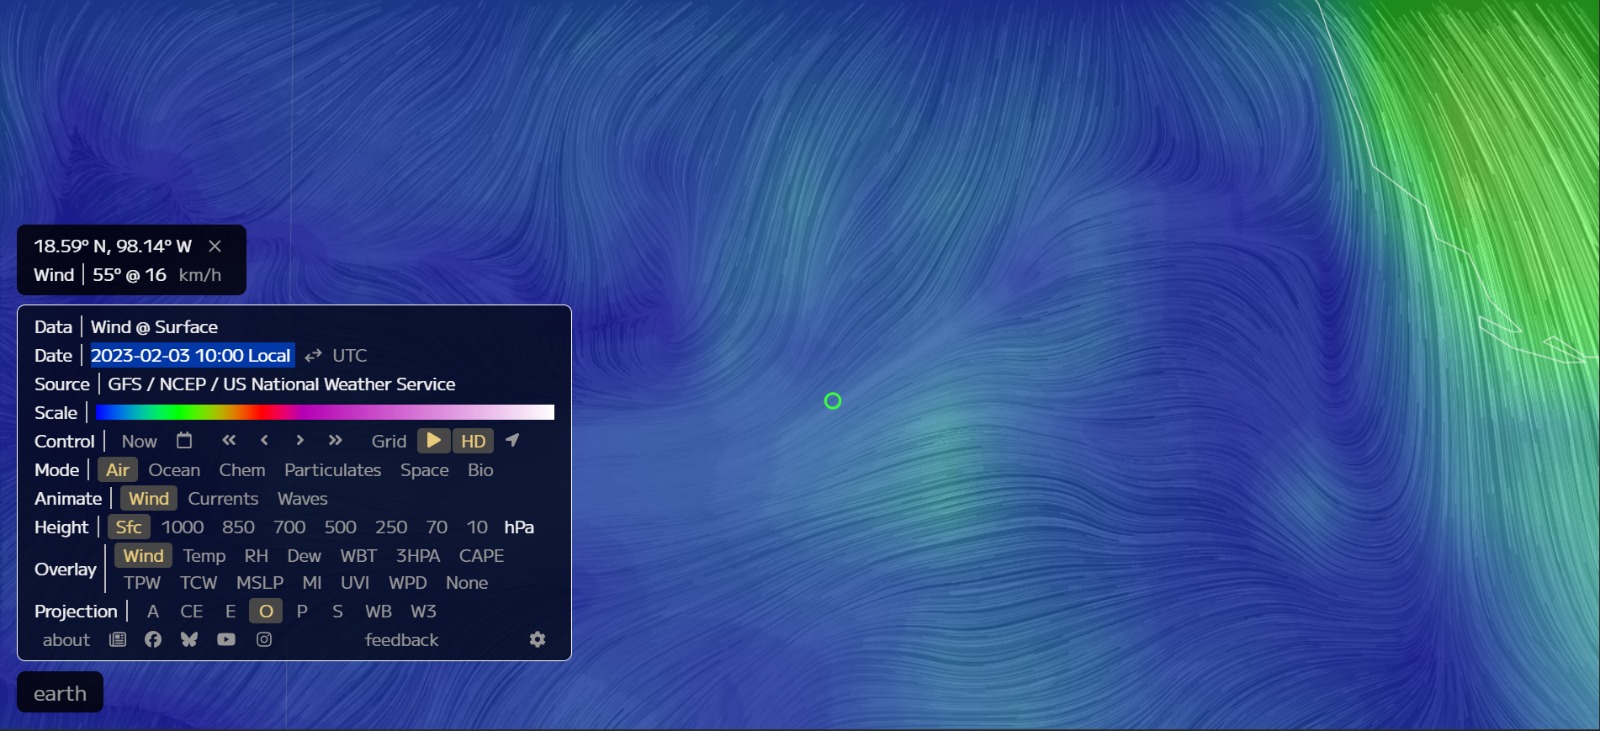 18.59° N, 98.14° W ×
Wind | 55° @ 16 km/h
Data | Wind @ Surface
Date | 2023-02-03 10:00 Local ⇄ UTC
Source | GFS / NCEP / US National Weather Service
Scale |
Control | Now « ‹ › » Grid HD
Mode | Air Ocean Chem Particulates Space Bio
Animate | Wind Currents Waves
Height | Sfc 1000 850 700 500 250 70 10 hPa
Overlay | Wind Temp RH Dew WBT 3HPA CAPE
TPW TCW MSLP MI UVI WPD None
Projection | A CE E O P S WB W3
about feedback
earth